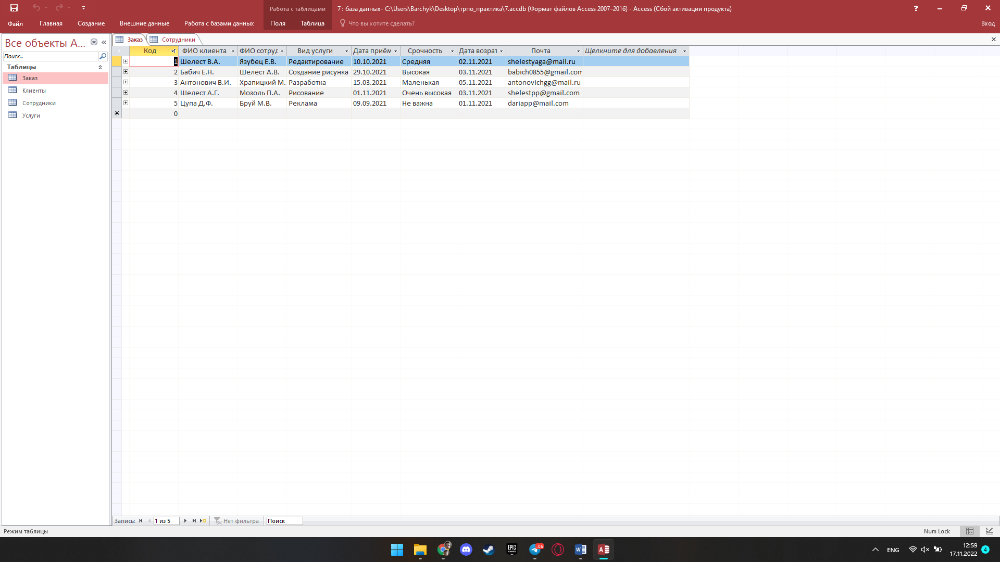 Работа с таблицами
7 : база данных- C:\Users\Barchyk\Desktop\трпо_практика\7.accdb (Формат файлов Access 2007–2016) - Access (Сбой активации продукта)
?
Файл Главная Создание Внешние данные Работа с базами данных Поля Таблица Что вы хотите сделать? Вход
Все объекты A...
Поиск...
Таблицы
Заказ
Клиенты
Сотрудники
Услуги
Заказ Сотрудники
Код ФИО клиента ФИО сотруд Вид услуги Дата приём Срочность Дата возрат Почта Щелкните для добавления
1 Шелест В.А. Язубец Е.В. Редактирование 10.10.2021 Средняя 02.11.2021 shelestyaga@mail.ru
2 Бабич Е.Н. Шелест А.В. Создание рисунка 29.10.2021 Высокая 03.11.2021 babich0855@gmail.com
3 Антонович В.И. Храпицкий М. Разработка 15.03.2021 Маленькая 05.11.2021 antonovichgg@mail.ru
4 Шелест А.Г. Мозоль П.А. Рисование 01.11.2021 Очень высокая 03.11.2021 shelestpp@gmail.com
5 Цупа Д.Ф. Бруй М.В. Реклама 09.09.2021 Не важна 01.11.2021 dariapp@mail.com
0
Запись: 1 из 5 Нет фильтра Поиск
Режим таблицы
Num Lock
EPIC GAMES
.06
ENG
12:59
17.11.2022
4